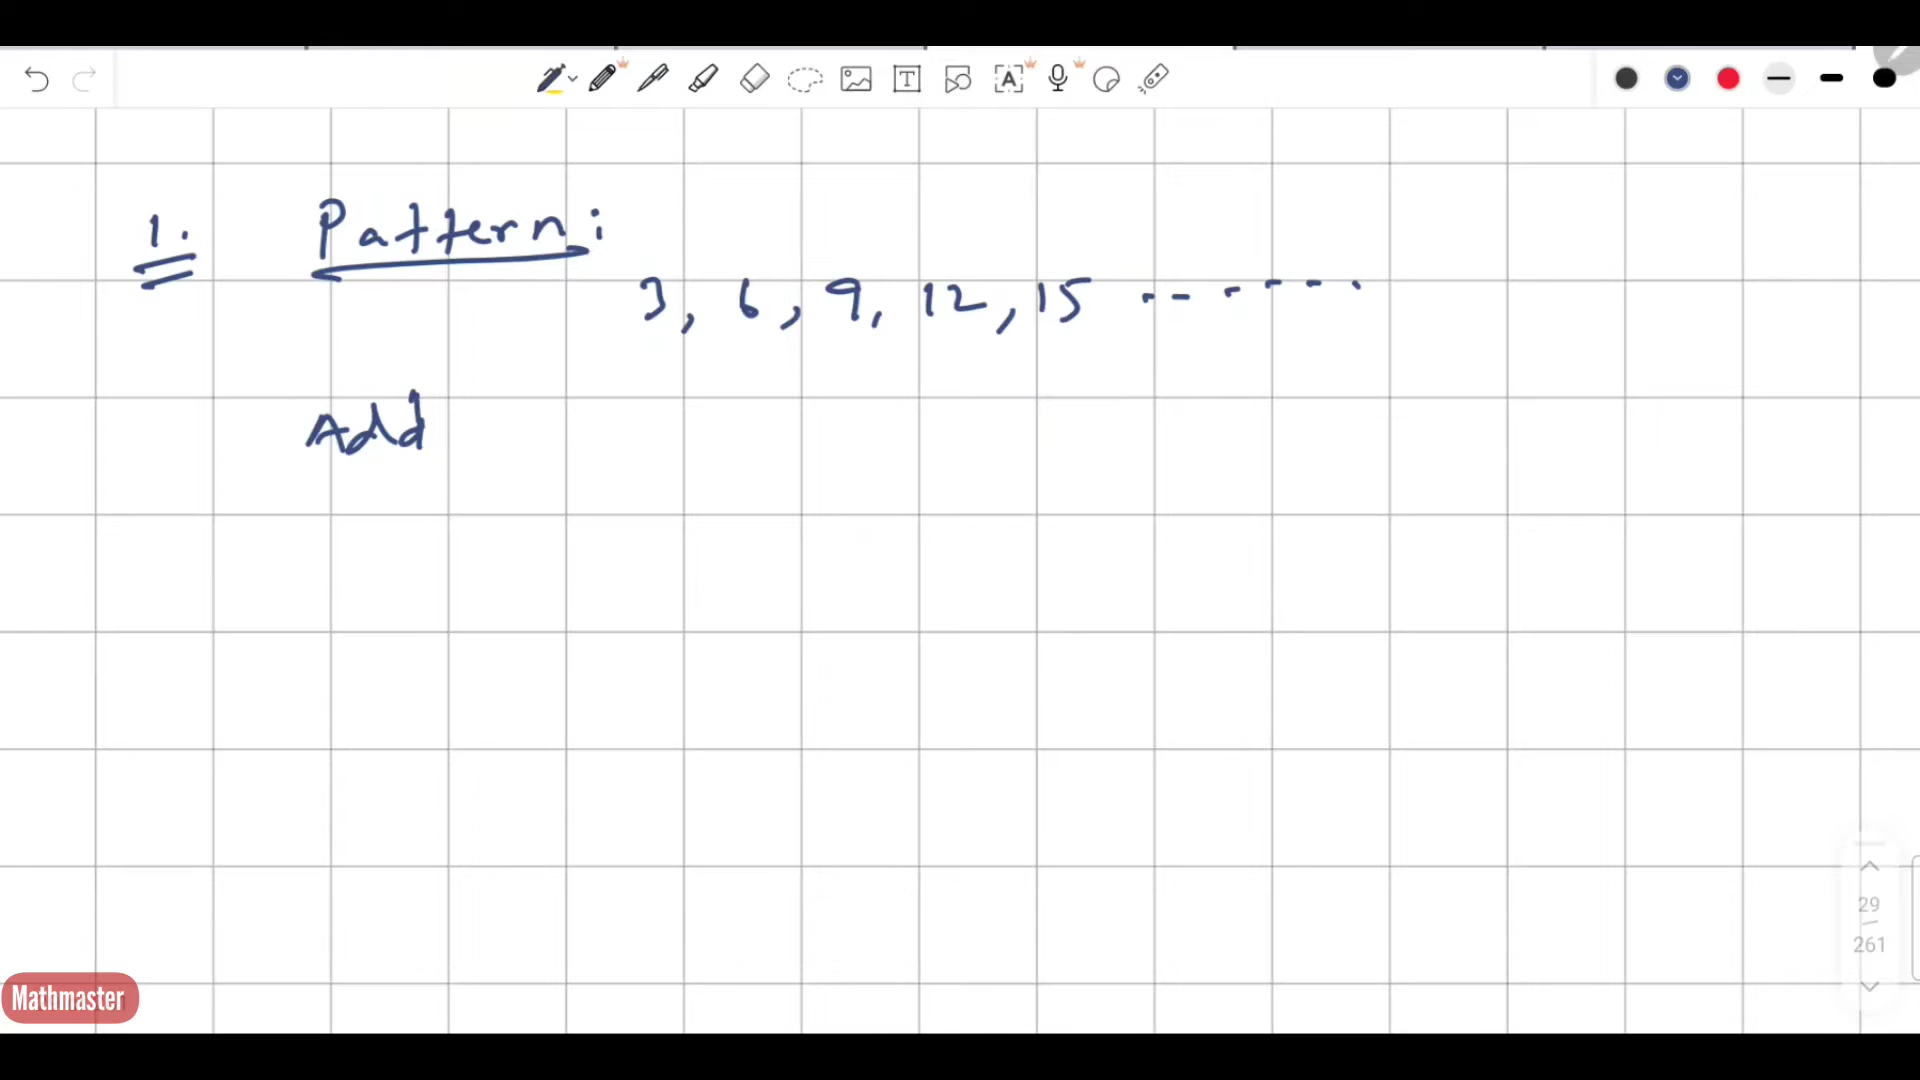 1. Pattern:
3, 6, 9, 12, 15 -------
Add
29
261
Mathmaster